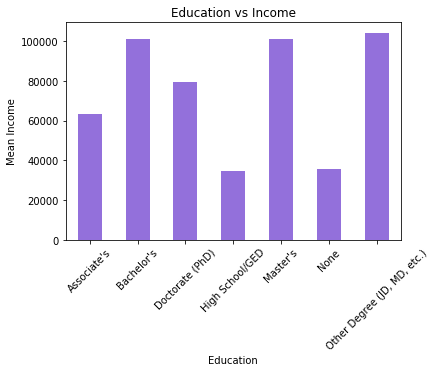 Education vs Income
Mean Income
100000
80000
60000
40000
20000
0
Associate's
Bachelor's
Doctorate (PhD)
High School/GED
Master's
None
Other Degree (JD, MD, etc.)
Education